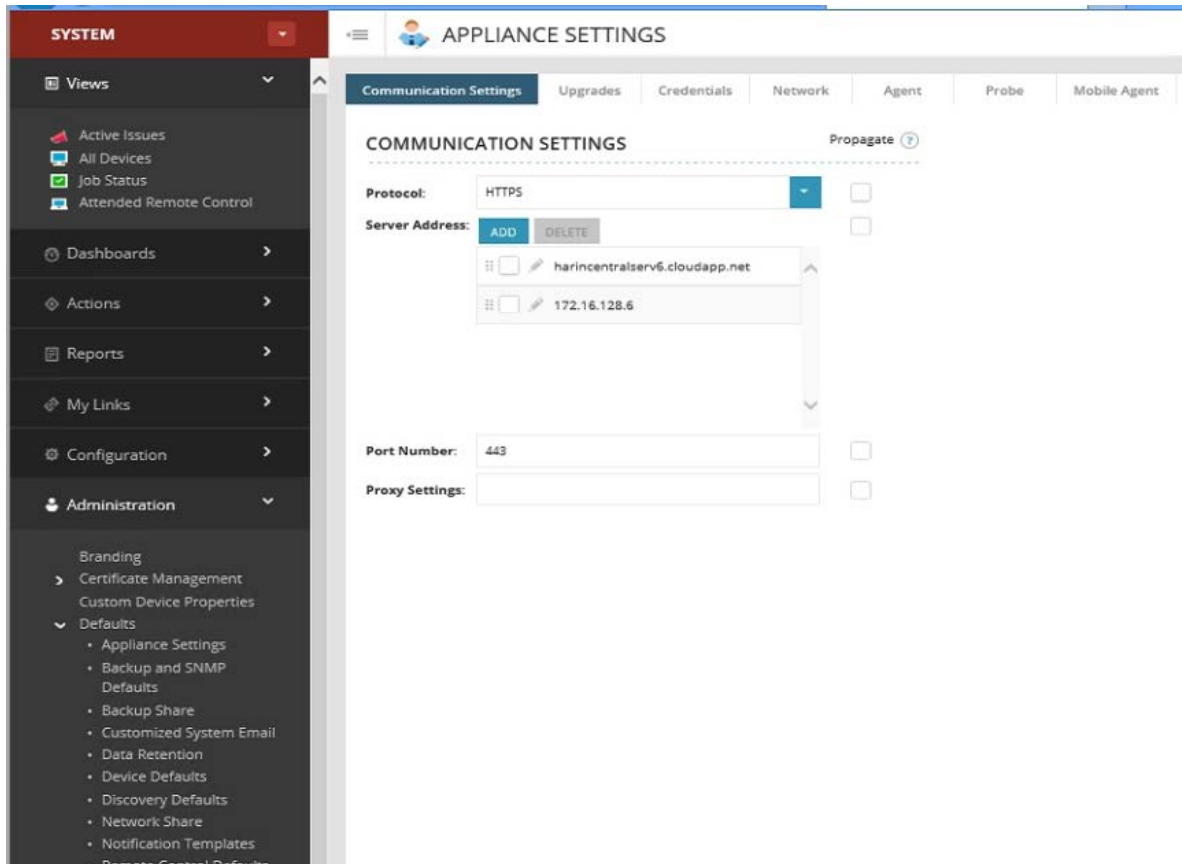 SYSTEM
APPLIANCE SETTINGS
Views
Active Issues
All Devices
Job Status
Attended Remote Control
Dashboards
Actions
Reports
My Links
Configuration
Administration
Branding
Certificate Management
Custom Device Properties
Defaults
• Appliance Settings
• Backup and SNMP
Defaults
• Backup Share
• Customized System Email
• Data Retention
• Device Defaults
• Discovery Defaults
• Network Share
• Notification Templates
• Remote Control Defaults
Communication Settings Upgrades Credentials Network Agent Probe Mobile Agent
COMMUNICATION SETTINGS Propagate ?
Protocol: HTTPS
Server Address: ADD DELETE
harincentralserv6.cloudapp.net
172.16.128.6
Port Number: 443
Proxy Settings: